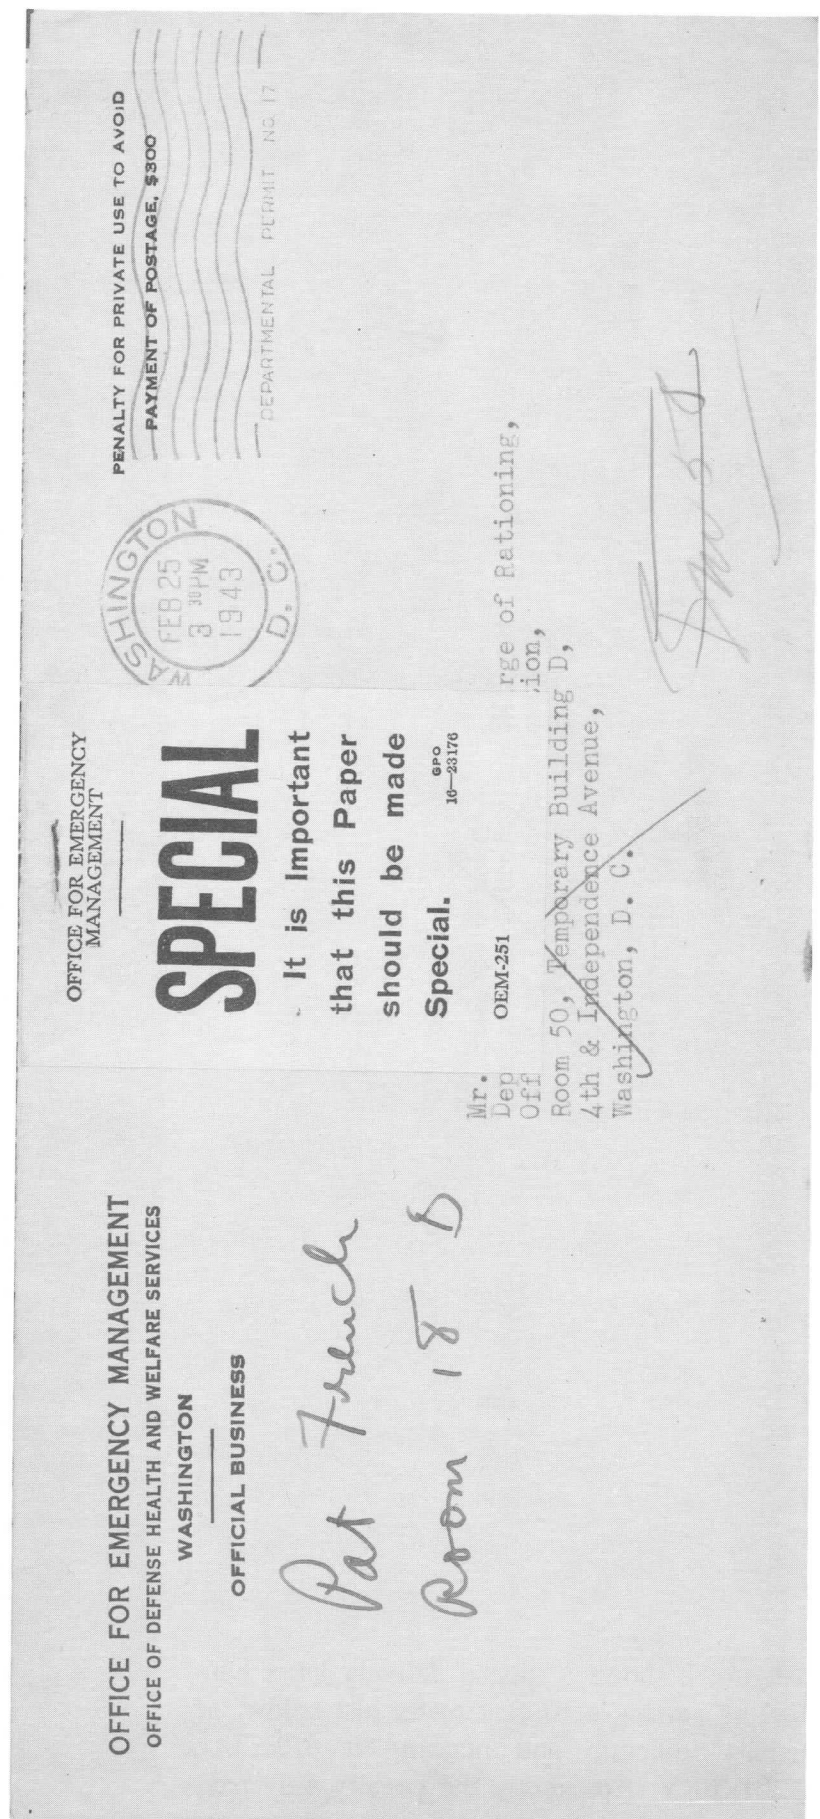 OFFICE FOR EMERGENCY MANAGEMENT
OFFICE OF DEFENSE HEALTH AND WELFARE SERVICES
WASHINGTON
OFFICIAL BUSINESS
Pat French
Room 18 D
OFFICE FOR EMERGENCY
MANAGEMENT
SPECIAL
It is Important
that this Paper
should be made
Special.
GPO
16—23176
OEM-251
WASHINGTON
D. C.
FEB 25
3 30 PM
1943
PENALTY FOR PRIVATE USE TO AVOID
PAYMENT OF POSTAGE, $300
DEPARTMENTAL PERMIT NO. 17
Mr.
Dep rge of Rationing,
Off ion,
Room 50, Temporary Building D,
4th & Independence Avenue,
Washington, D. C.